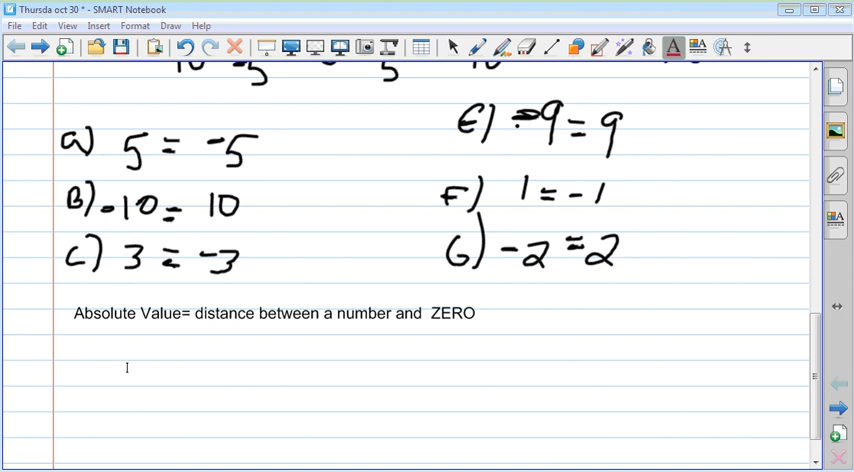 Thursda oct 30 * - SMART Notebook
File Edit View Insert Format Draw Help
A
a) 5 = -5
B) -10 = 10
C) 3 = -3
E) -9 = 9
F) 1 = -1
G) -2 = 2
Absolute Value= distance between a number and ZERO